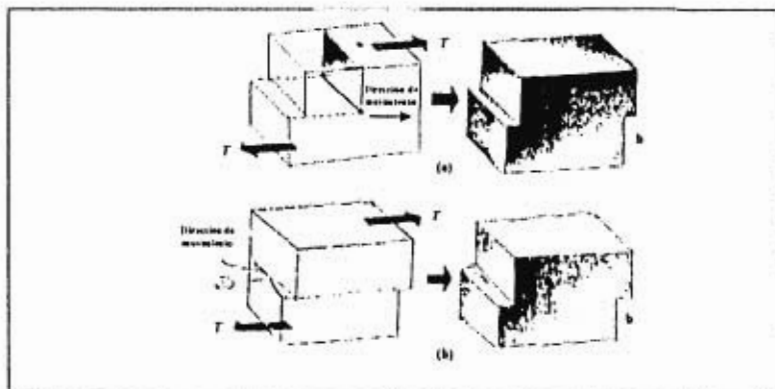 T
Dirección de
movimiento
T
b
(a)
Dirección de
movimiento
T
T
b
(b)